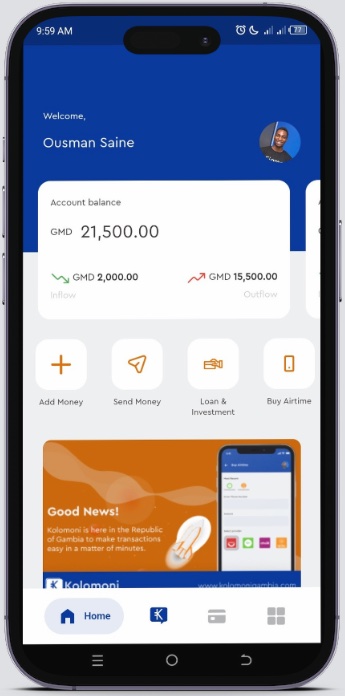 9:59 AM
77
Welcome,
Ousman Saine
Account balance
GMD 21,500.00
GMD 2,000.00
GMD 15,500.00
Inflow
Outflow
Add Money
Send Money
Loan &
Investment
Buy Airtime
Good News!
Kolomoni is here in the Republic
of Gambia to make transactions
easy in a matter of minutes.
Buy Airtime
Kolomoni
www.kolomonigambia.com
Home